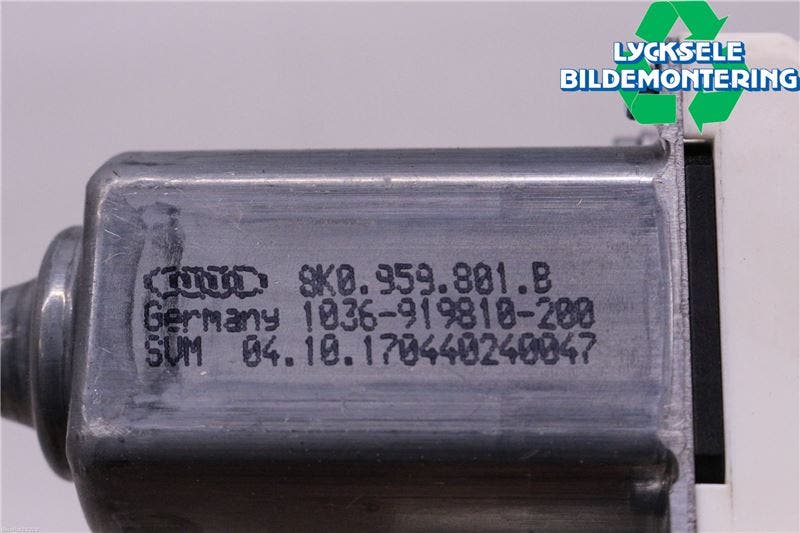 LYCKSELE
BILDEMONTERING
8K0.959.801.B
Germany 1036-919810-200
SVM 04.10.170440240047